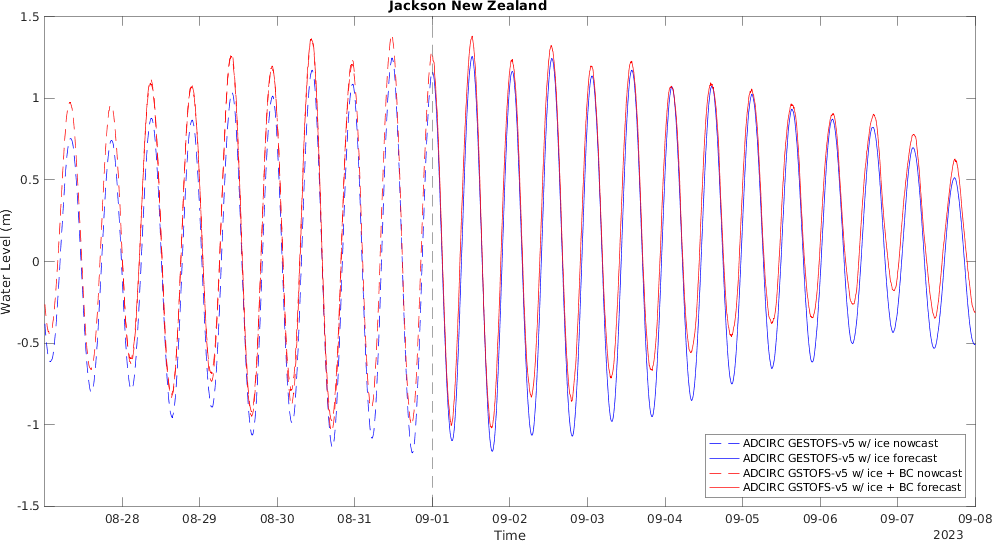 Jackson New Zealand
1.5
1
0.5
0
-0.5
-1
-1.5
Water Level (m)
ADCIRC GESTOFS-v5 w/ ice nowcast
ADCIRC GESTOFS-v5 w/ ice forecast
ADCIRC GSTOFS-v5 w/ ice + BC nowcast
ADCIRC GSTOFS-v5 w/ ice + BC forecast
08-28 08-29 08-30 08-31 09-01 09-02 09-03 09-04 09-05 09-06 09-07 09-08
Time
2023